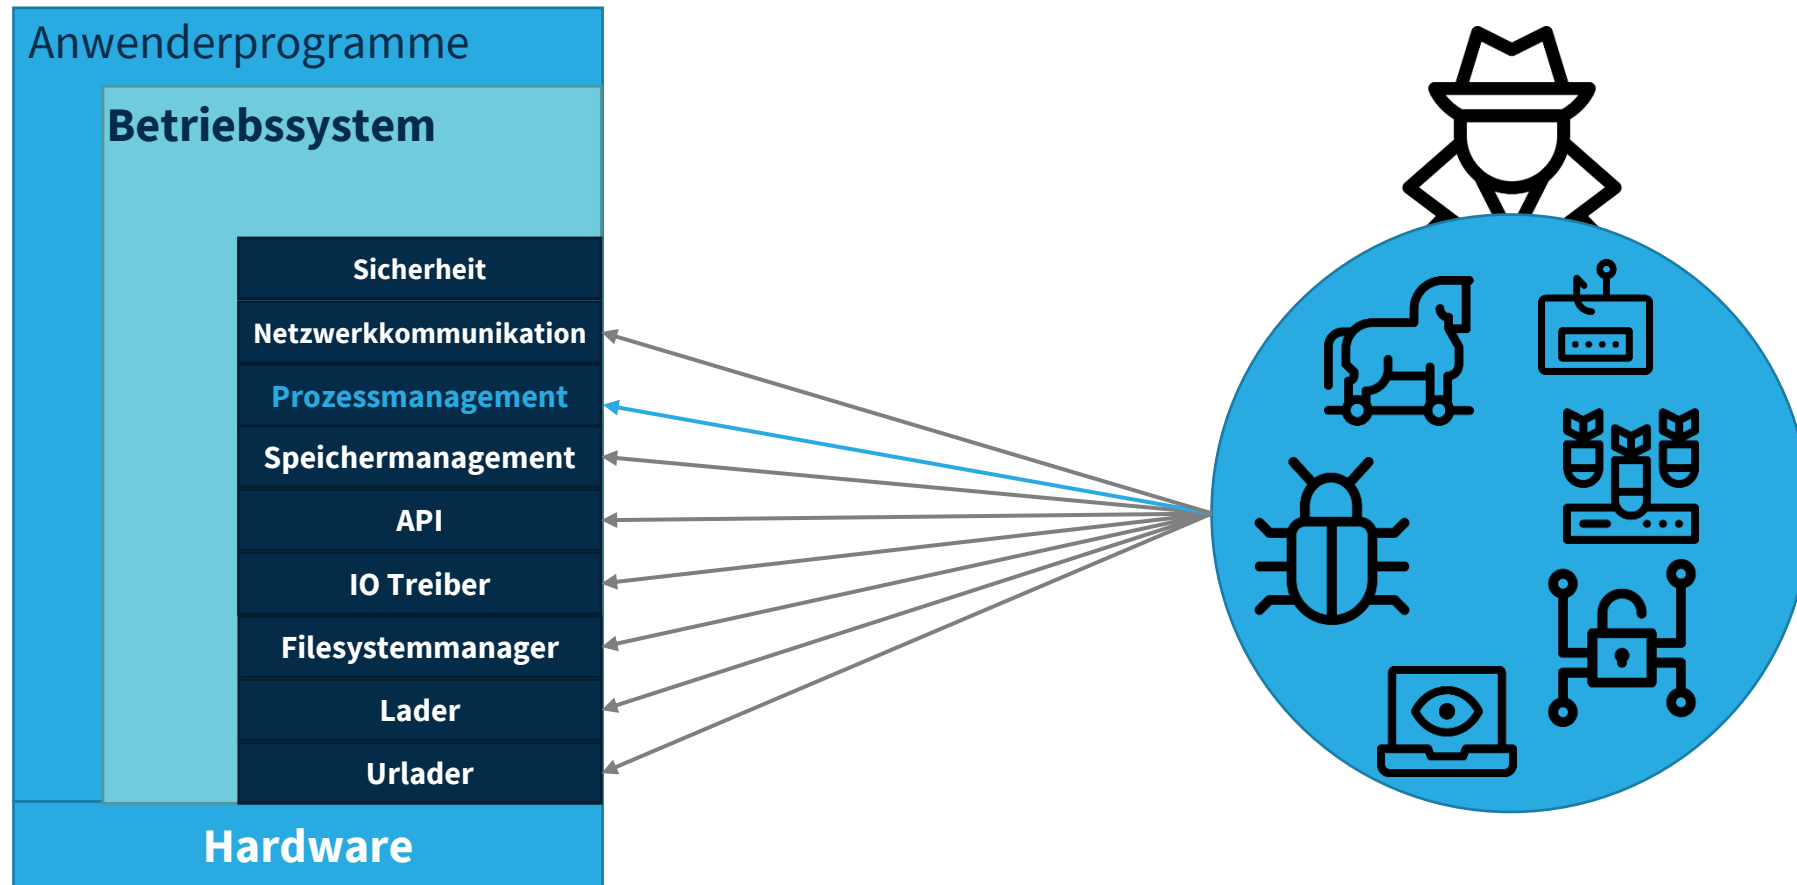 Anwenderprogramme
Betriebssystem
Sicherheit
Netzwerkkommunikation
Prozessmanagement
Speichermanagement
API
IO Treiber
Filesystemmanager
Lader
Urlader
Hardware